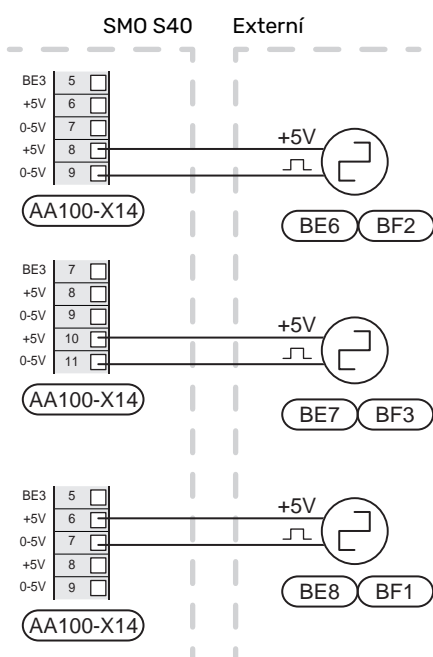 SMO S40 Externí
BE3 5
+5V 6
0-5V 7
+5V 8 +5V
0-5V 9
AA100-X14 BE6 BF2
BE3 7
+5V 8
0-5V 9
+5V 10 +5V
0-5V 11
AA100-X14 BE7 BF3
BE3 5
+5V 6 +5V
0-5V 7
+5V 8
0-5V 9 BE8 BF1
AA100-X14